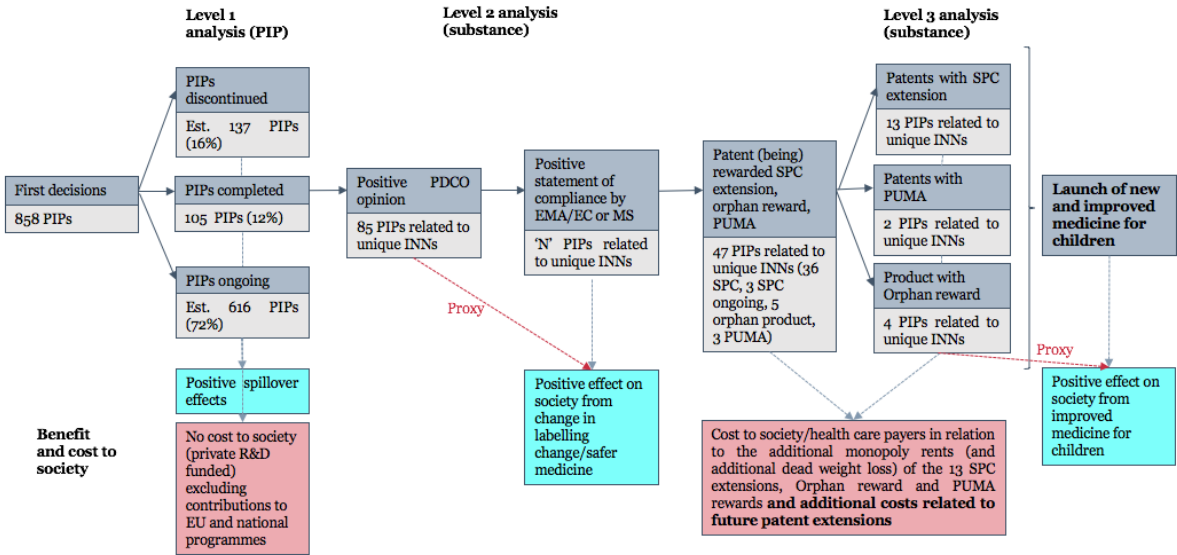 Level 1
analysis (PIP)
Level 2 analysis
(substance)
Level 3 analysis
(substance)
First decisions
858 PIPs
PIPs
discontinued
Est. 137 PIPs
(16%)
PIPs completed
105 PIPs (12%)
PIPs ongoing
Est. 616 PIPs
(72%)
Positive PDCO
opinion
85 PIPs related to
unique INNs
Positive
statement of
compliance by
EMA/EC or MS
'N' PIPs related
to unique INNs
Patent (being)
rewarded SPC
extension,
orphan reward,
PUMA
47 PIPs related to
unique INNs (36
SPC, 3 SPC
ongoing, 5
orphan product,
3 PUMA)
Patents with SPC
extension
13 PIPs related to
unique INNs
Patents with
PUMA
2 PIPs related to
unique INNs
Product with
Orphan reward
4 PIPs related to
unique INNs
Launch of new
and improved
medicine for
children
Proxy
Proxy
Benefit
and cost to
society
Positive spillover
effects
No cost to society
(private R&D
funded)
excluding
contributions to
EU and national
programmes
Positive effect on
society from
change in
labelling
change/safer
medicine
Cost to society/health care payers in relation
to the additional monopoly rents (and
additional dead weight loss) of the 13 SPC
extensions, Orphan reward and PUMA
rewards and additional costs related to
future patent extensions
Positive effect on
society from
improved
medicine for
children